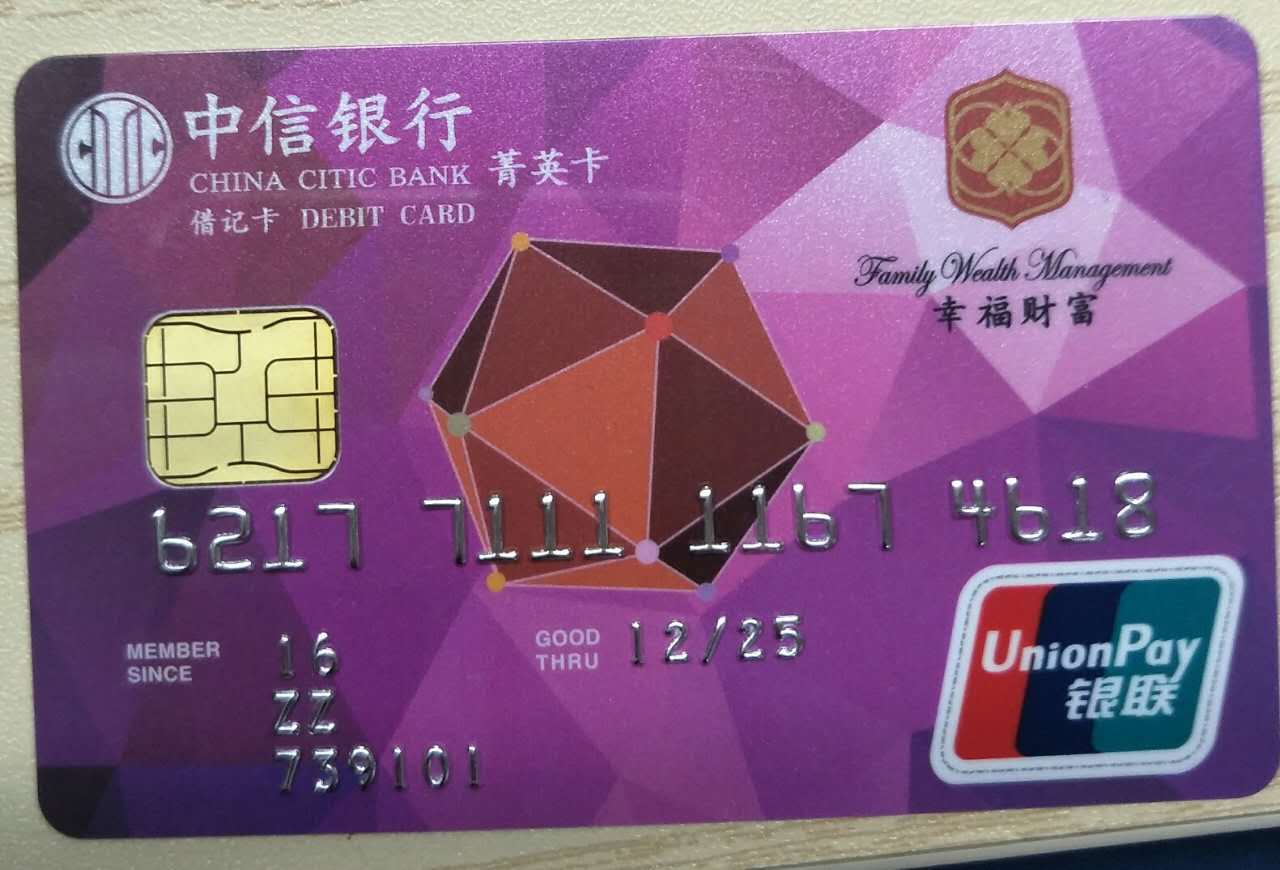 CITIC
中信银行
CHINA CITIC BANK 菁英卡
借记卡 DEBIT CARD
Family Wealth Management
幸福财富
6217 7111 1167 4618
MEMBER SINCE 16
GOOD THRU 12/25
ZZ
739101
UnionPay
银联